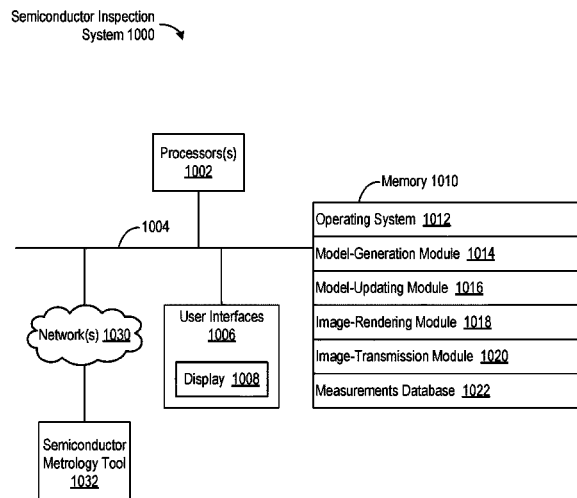 Semiconductor Inspection
System 1000
Processors(s)
1002
1004
Memory 1010
Operating System 1012
Model-Generation Module 1014
Model-Updating Module 1016
Image-Rendering Module 1018
Image-Transmission Module 1020
Measurements Database 1022
Network(s) 1030
User Interfaces
1006
Display 1008
Semiconductor
Metrology Tool
1032